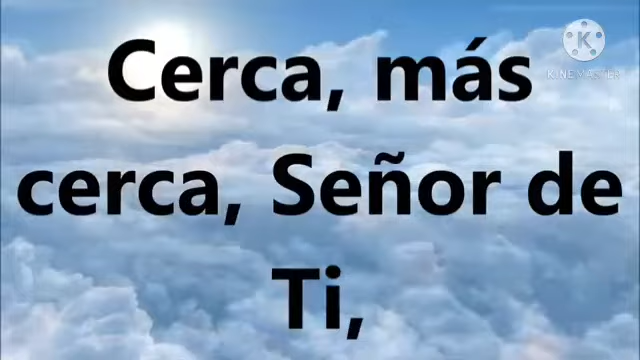 K
KINEMASTER
Cerca, más
cerca, Señor de
Ti,